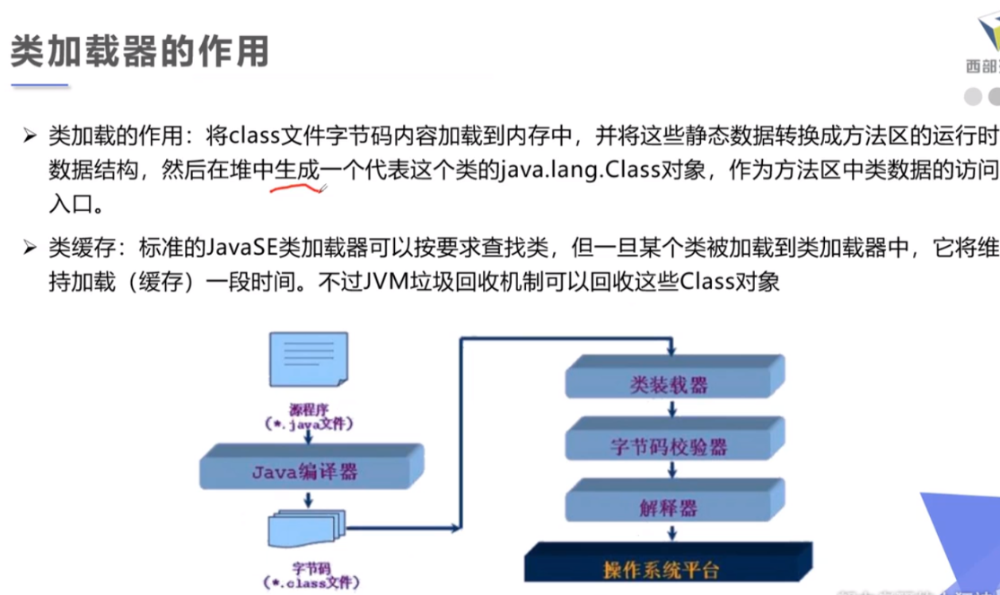 类加载器的作用
西部
类加载的作用：将class文件字节码内容加载到内存中，并将这些静态数据转换成方法区的运行时
数据结构，然后在堆中生成一个代表这个类的java.lang.Class对象，作为方法区中类数据的访问
入口。
类缓存：标准的JavaSE类加载器可以按要求查找类，但一旦某个类被加载到类加载器中，它将维
持加载（缓存）一段时间。不过JVM垃圾回收机制可以回收这些Class对象
源程序
（*.java文件）
Java编译器
字节码
（*.class文件）
类装载器
字节码校验器
解释器
操作系统平台